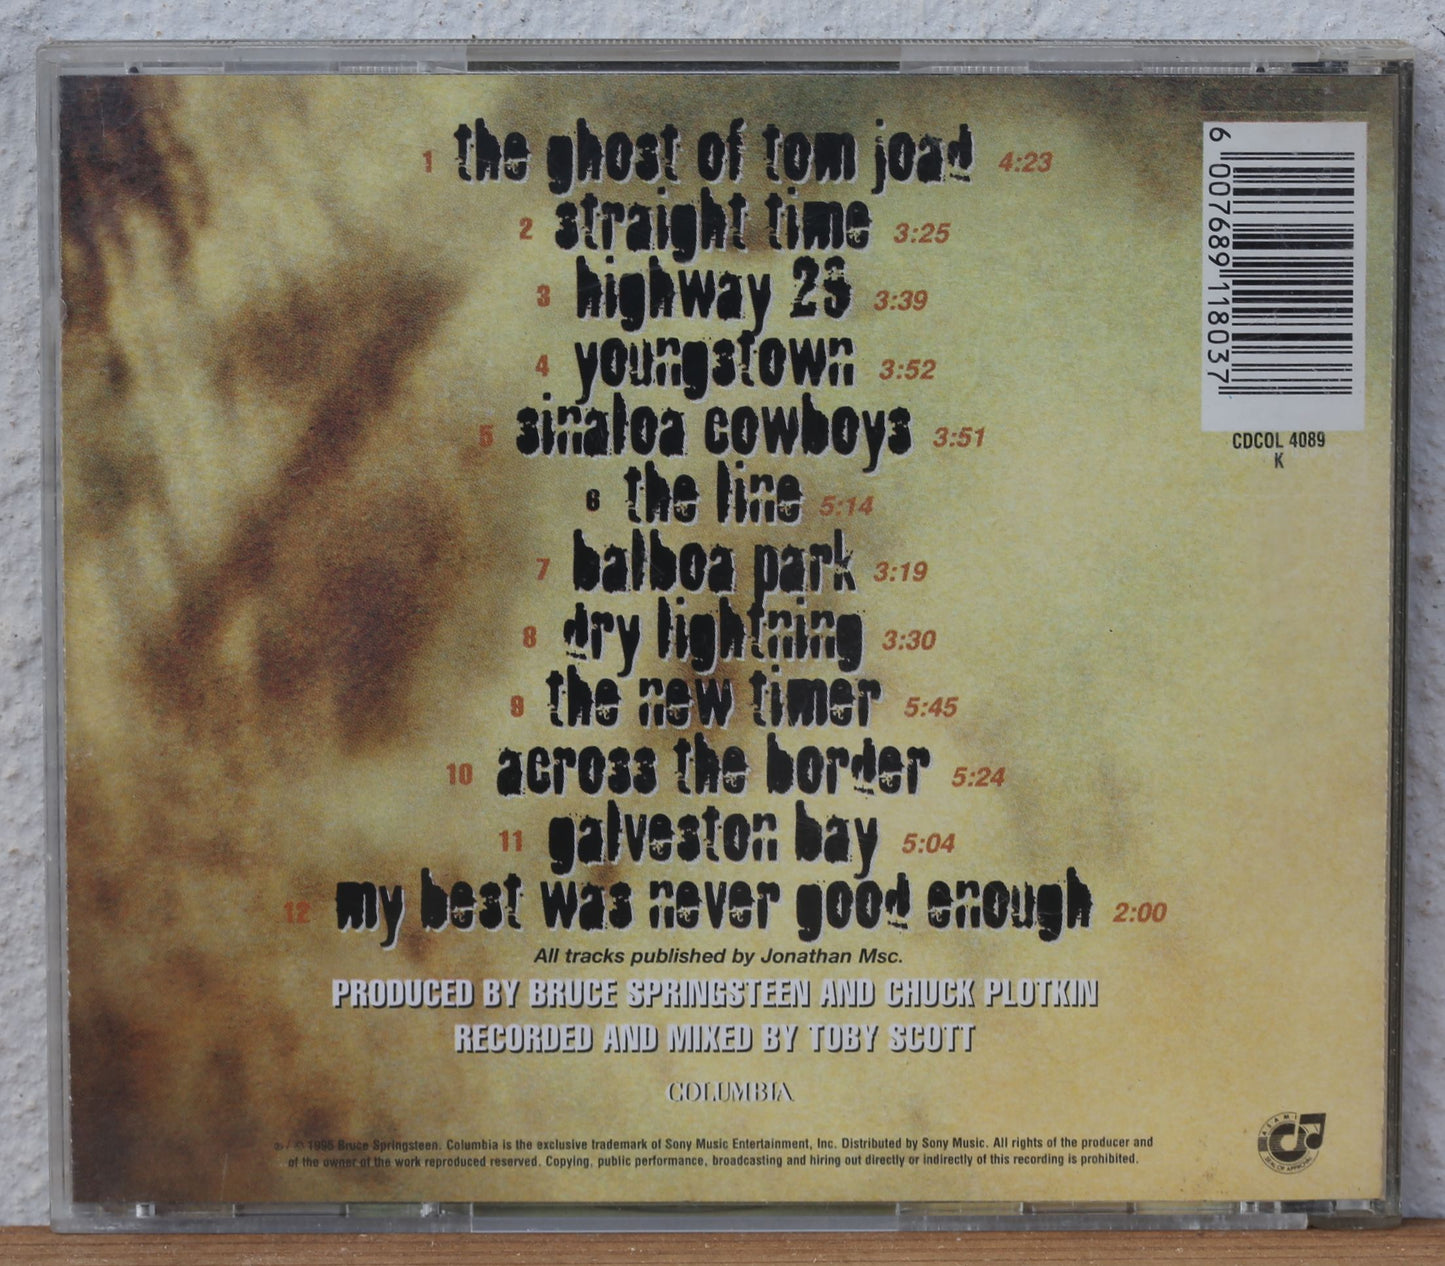 1 the ghost of tom joad 4:23
2 straight time 3:25
3 highway 29 3:39
4 youngstown 3:52
5 sinaloa cowboys 3:51
6 the line 5:14
7 balboa park 3:19
8 dry lightning 3:30
9 the new timer 5:45
10 across the border 5:24
11 galveston bay 5:04
12 my best was never good enough 2:00
All tracks published by Jonathan Msc.
PRODUCED BY BRUCE SPRINGSTEEN AND CHUCK PLOTKIN
RECORDED AND MIXED BY TOBY SCOTT
COLUMBIA
℗ / © 1995 Bruce Springsteen. Columbia is the exclusive trademark of Sony Music Entertainment, Inc. Distributed by Sony Music. All rights of the producer and
of the owner of the work reproduced reserved. Copying, public performance, broadcasting and hiring out directly or indirectly of this recording is prohibited.
6 007689 118037
CDCOL 4089
K
ASAMI
SEAL OF APPROVAL